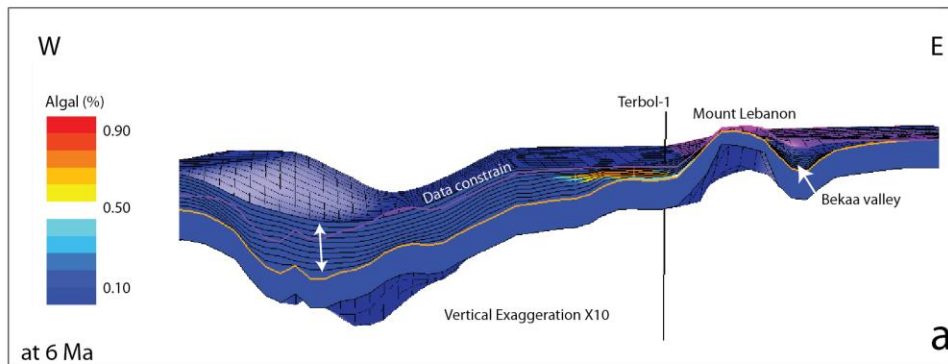 W
E
Algal (%)
0.90
0.50
0.10
Terbol-1
Mount Lebanon
Data constrain
Bekaa valley
Vertical Exaggeration X10
at 6 Ma
a